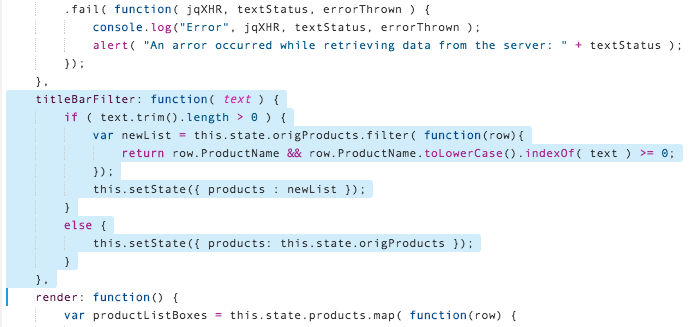 .fail( function( jqXHR, textStatus, errorThrown ) {
console.log("Error", jqXHR, textStatus, errorThrown );
alert( "An arror occurred while retrieving data from the server: " + textStatus );
});
},
titleBarFilter: function( text ) {
if ( text.trim().length > 0 ) {
var newList = this.state.origProducts.filter( function(row){
return row.ProductName && row.ProductName.toLowerCase().indexOf( text ) >= 0;
});
this.setState({ products : newList });
}
else {
this.setState({ products: this.state.origProducts });
}
},
render: function() {
var productListBoxes = this.state.products.map( function(row) {